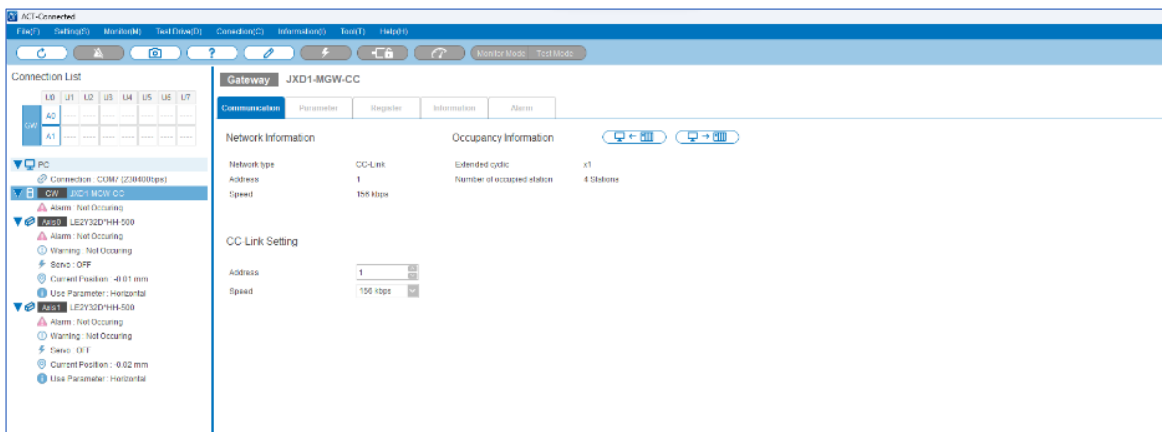 ACT-Connected
File(F) Setting(S) Monitor(M) Test Drive(D) Conection(C) Information(I) Tool(T) Help(H)
Monitor Mode Test Mode
Connection List
U0 U1 U2 U3 U4 U5 U6 U7
GW A0 ---- ---- ---- ---- ---- ---- ----
A1 ---- ---- ---- ---- ---- ---- ----
PC
Connection : COM7 (230400bps)
GW JXD1-MGW-CC
Alarm : Not Occuring
Axis0 LE2Y32D*HH-500
Alarm : Not Occuring
Warning : Not Occuring
Servo : OFF
Current Position : -0.01 mm
Use Parameter : Horizontal
Axis1 LE2Y32D*HH-500
Alarm : Not Occuring
Warning : Not Occuring
Servo : OFF
Current Position : -0.02 mm
Use Parameter : Horizontal
Gateway JXD1-MGW-CC
Communication Parameter Register Information Alarm
Network Information
Network type CC-Link
Address 1
Speed 156 kbps
Occupancy Information
Extended cyclic x1
Number of occupied station 4 Stations
CC-Link Setting
Address 1
Speed 156 kbps